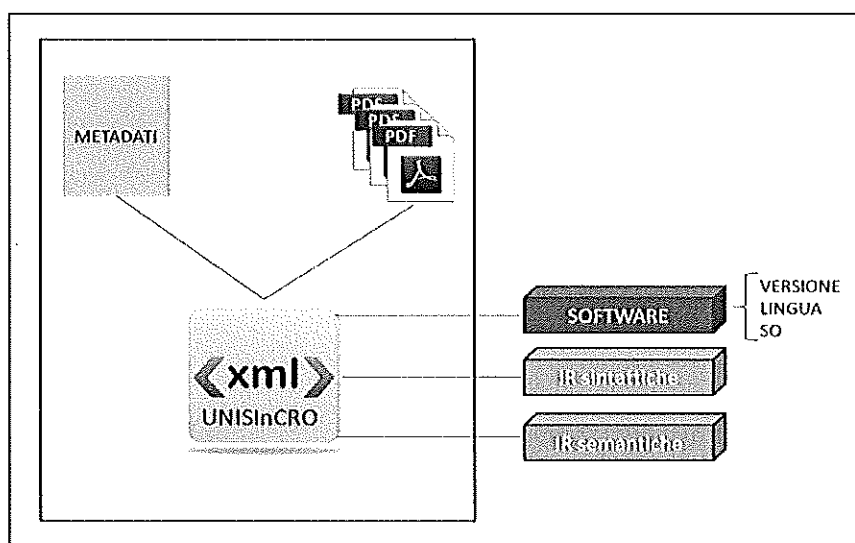 METADATI
PDF
PDF
PDF
<xml>
UNISInCRO
SOFTWARE
VERSIONE
LINGUA
SO
IR sintattiche
IR semantiche